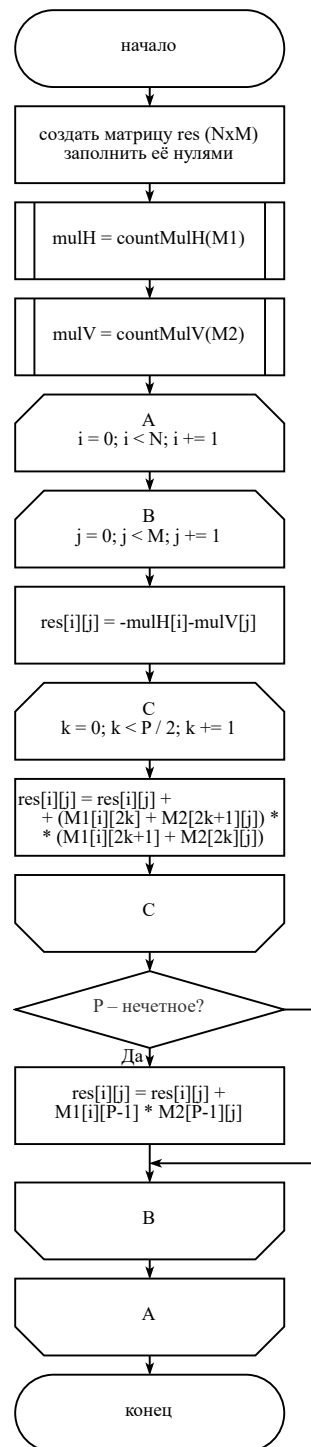 начало
создать матрицу res (NxM)
заполнить её нулями
mulH = countMulH(M1)
mulV = countMulV(M2)
A
i = 0; i < N; i += 1
B
j = 0; j < M; j += 1
res[i][j] = -mulH[i]-mulV[j]
C
k = 0; k < P / 2; k += 1
res[i][j] = res[i][j] +
+ (M1[i][2k] + M2[2k+1][j]) *
* (M1[i][2k+1] + M2[2k][j])
C
P – нечетное?
Да
res[i][j] = res[i][j] +
M1[i][P-1] * M2[P-1][j]
B
A
конец